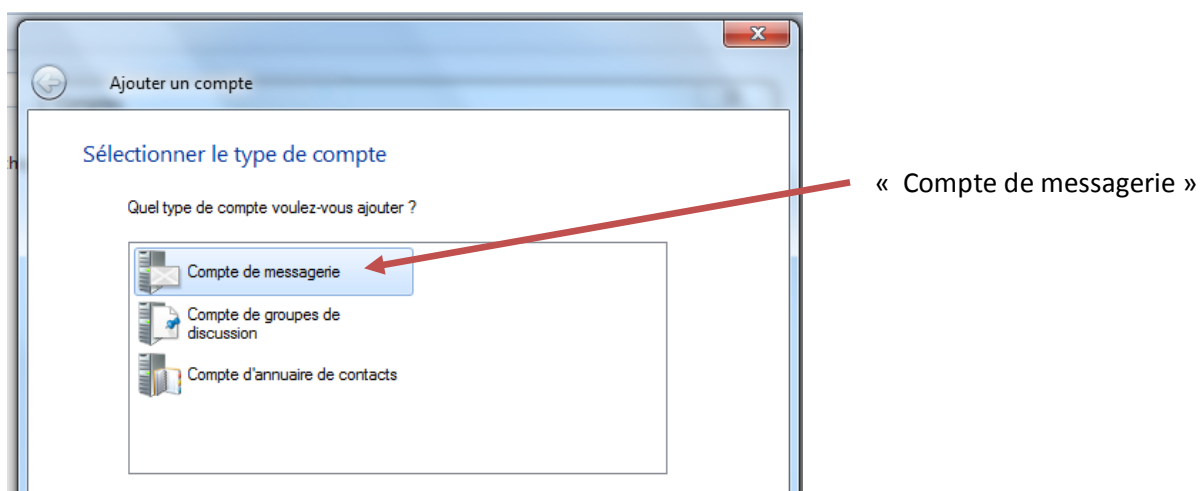 Ajouter un compte
Sélectionner le type de compte
« Compte de messagerie »
Quel type de compte voulez-vous ajouter ?
Compte de messagerie
Compte de groupes de
discussion
Compte d'annuaire de contacts